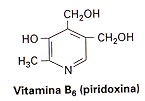 CH₂OH
HO
CH₂OH
H₃C
N
Vitamina B₆ (piridoxina)